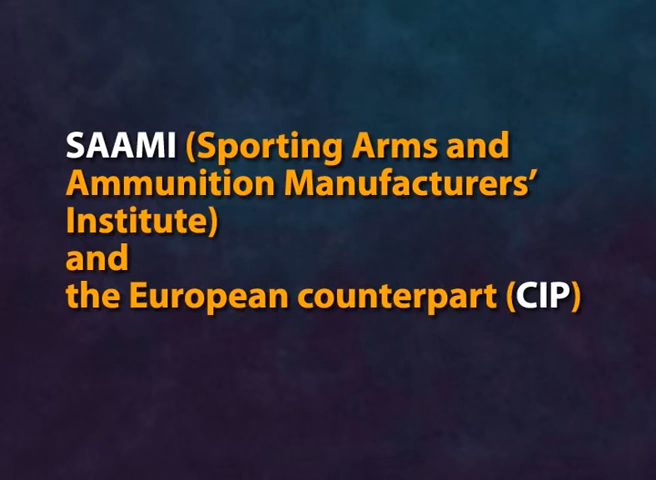 SAAMI (Sporting Arms and
Ammunition Manufacturers’
Institute)
and
the European counterpart (CIP)